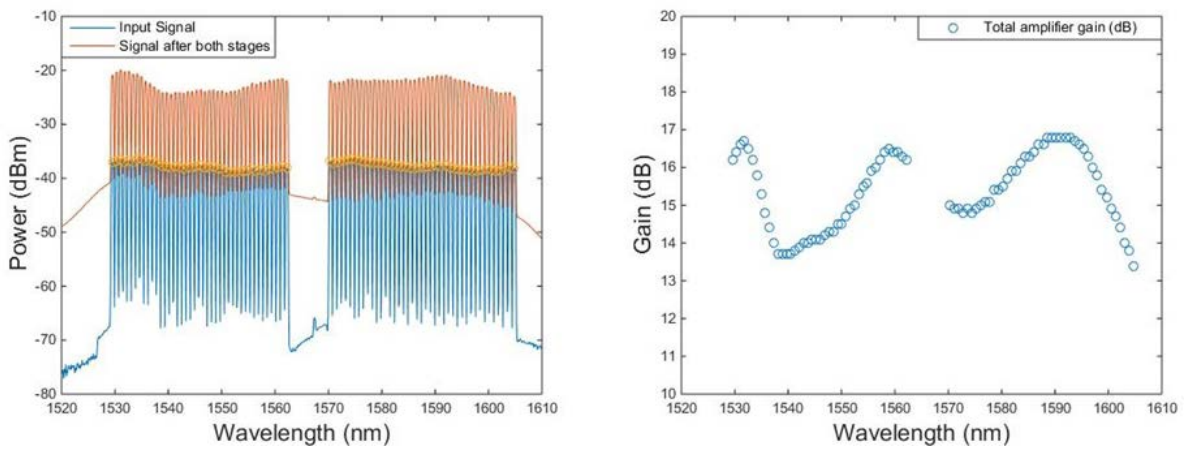 -10
-20
-30
-40
-50
-60
-70
-80
Power (dBm)
Input Signal
Signal after both stages
1520 1530 1540 1550 1560 1570 1580 1590 1600 1610
Wavelength (nm)
20
19
18
17
16
15
14
13
12
11
10
Gain (dB)
Total amplifier gain (dB)
1520 1530 1540 1550 1560 1570 1580 1590 1600 1610
Wavelength (nm)